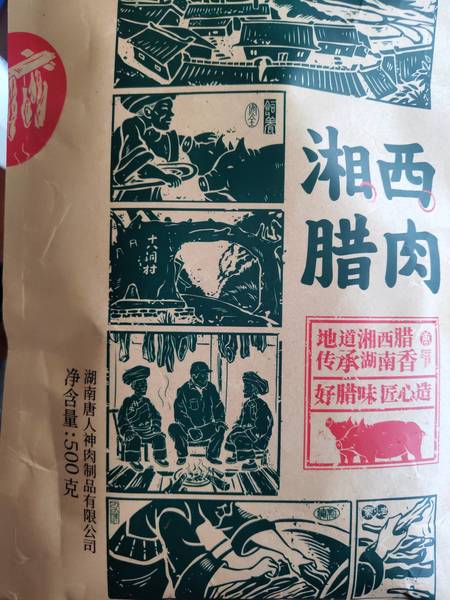 湘西
腊肉
地道湘西腊
传承湖南香
好腊味 匠心造
十八洞村
湖南唐人神肉制品有限公司
净含量:500克